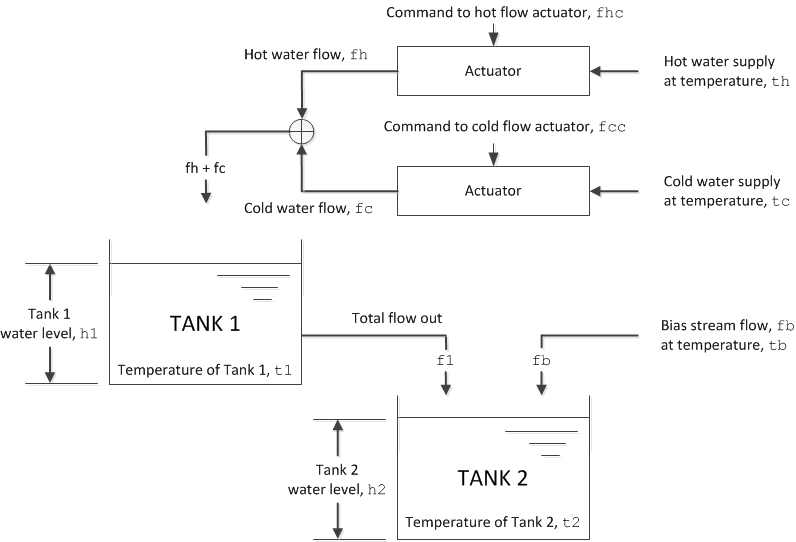 Command to hot flow actuator, fhc
Hot water flow, fh
Actuator
Hot water supply
at temperature, th
Command to cold flow actuator, fcc
fh + fc
Actuator
Cold water supply
at temperature, tc
Cold water flow, fc
Tank 1
water level, h1
TANK 1
Temperature of Tank 1, t1
Total flow out
f1
fb
Bias stream flow, fb
at temperature, tb
Tank 2
water level, h2
TANK 2
Temperature of Tank 2, t2